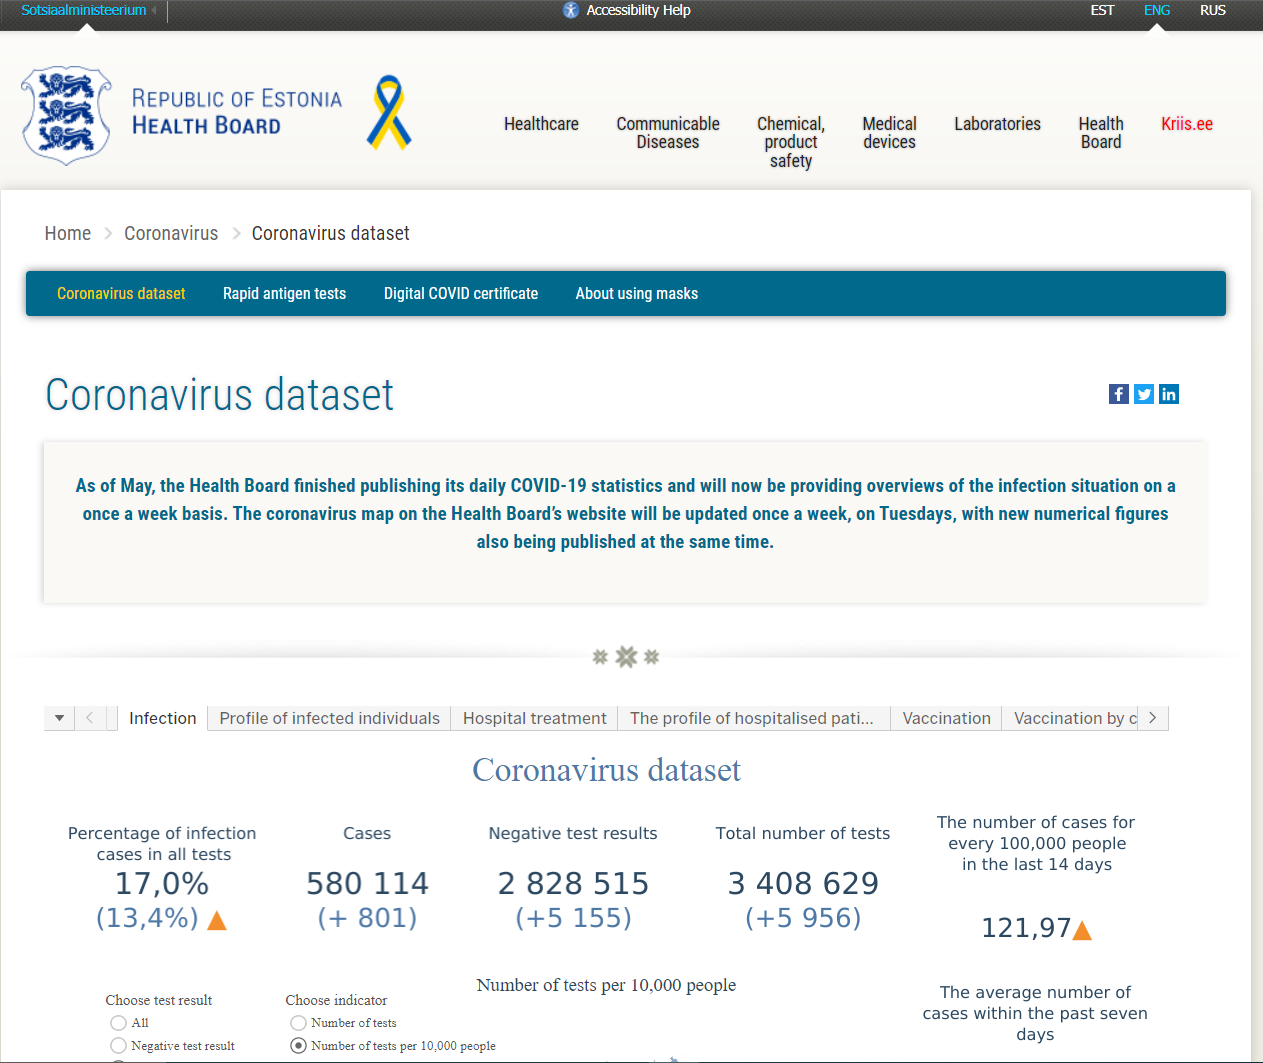 Sotsiaalministeerium
Accessibility Help
EST ENG RUS
REPUBLIC OF ESTONIA
HEALTH BOARD
Healthcare
Communicable
Diseases
Chemical,
product
safety
Medical
devices
Laboratories
Health
Board
Kriis.ee
Home Coronavirus Coronavirus dataset
Coronavirus dataset Rapid antigen tests Digital COVID certificate About using masks
Coronavirus dataset
As of May, the Health Board finished publishing its daily COVID-19 statistics and will now be providing overviews of the infection situation on a
once a week basis. The coronavirus map on the Health Board's website will be updated once a week, on Tuesdays, with new numerical figures
also being published at the same time.
Infection Profile of infected individuals Hospital treatment The profile of hospitalised pati... Vaccination Vaccination by c
Coronavirus dataset
Percentage of infection
cases in all tests
17,0%
(13,4%)
Cases
580 114
(+ 801)
Negative test results
2 828 515
(+5 155)
Total number of tests
3 408 629
(+5 956)
The number of cases for
every 100,000 people
in the last 14 days
121,97
Number of tests per 10,000 people
Choose test result
All
Negative test result
Choose indicator
Number of tests
Number of tests per 10,000 people
The average number of
cases within the past seven
days